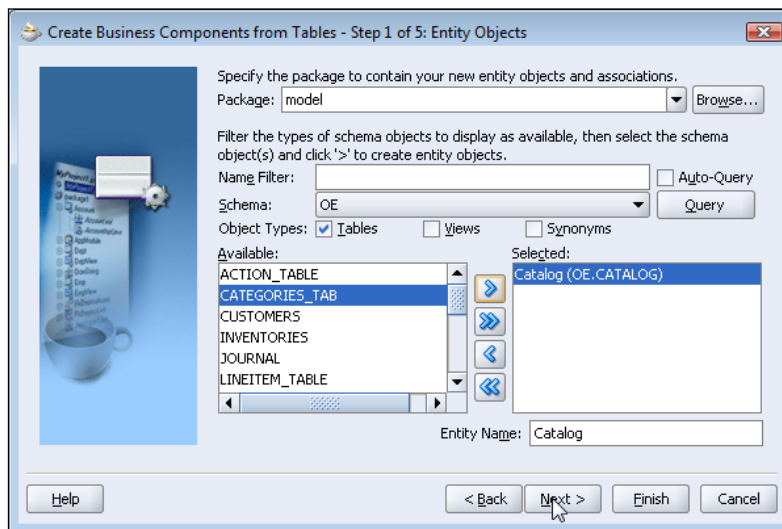 Create Business Components from Tables - Step 1 of 5: Entity Objects
Specify the package to contain your new entity objects and associations.
Package: model
Browse...
Filter the types of schema objects to display as available, then select the schema
object(s) and click '>' to create entity objects.
Name Filter:
Auto-Query
Schema: OE
Query
Object Types: Tables Views Synonyms
Available: Selected:
ACTION_TABLE
CATEGORIES_TAB
CUSTOMERS
INVENTORIES
JOURNAL
LINEITEM_TABLE
Catalog (OE.CATALOG)
Entity Name: Catalog
Help
< Back
Next >
Finish
Cancel